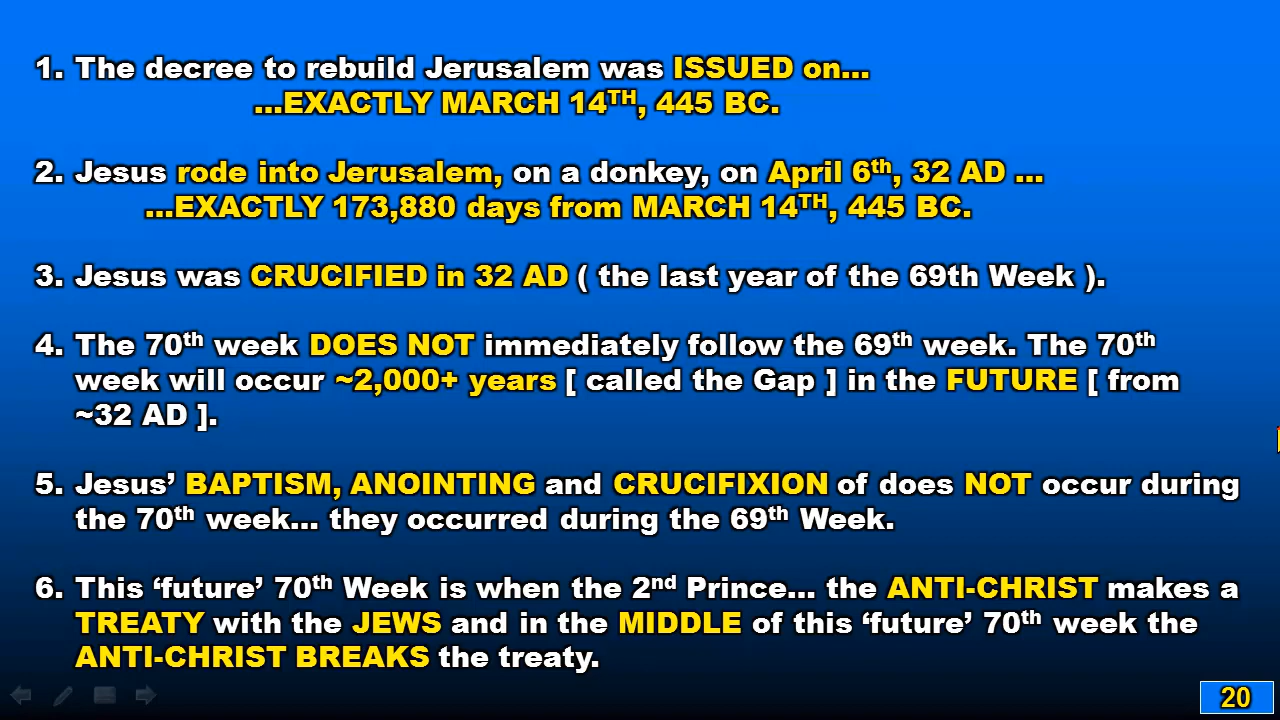 1. The decree to rebuild Jerusalem was ISSUED on...
...EXACTLY MARCH 14TH, 445 BC.
2. Jesus rode into Jerusalem, on a donkey, on April 6th, 32 AD ...
...EXACTLY 173,880 days from MARCH 14TH, 445 BC.
3. Jesus was CRUCIFIED in 32 AD ( the last year of the 69th Week ).
4. The 70th week DOES NOT immediately follow the 69th week. The 70th
week will occur ~2,000+ years [ called the Gap ] in the FUTURE [ from
~32 AD ].
5. Jesus’ BAPTISM, ANOINTING and CRUCIFIXION of does NOT occur during
the 70th week... they occurred during the 69th Week.
6. This ‘future’ 70th Week is when the 2nd Prince... the ANTI-CHRIST makes a
TREATY with the JEWS and in the MIDDLE of this ‘future’ 70th week the
ANTI-CHRIST BREAKS the treaty.
20